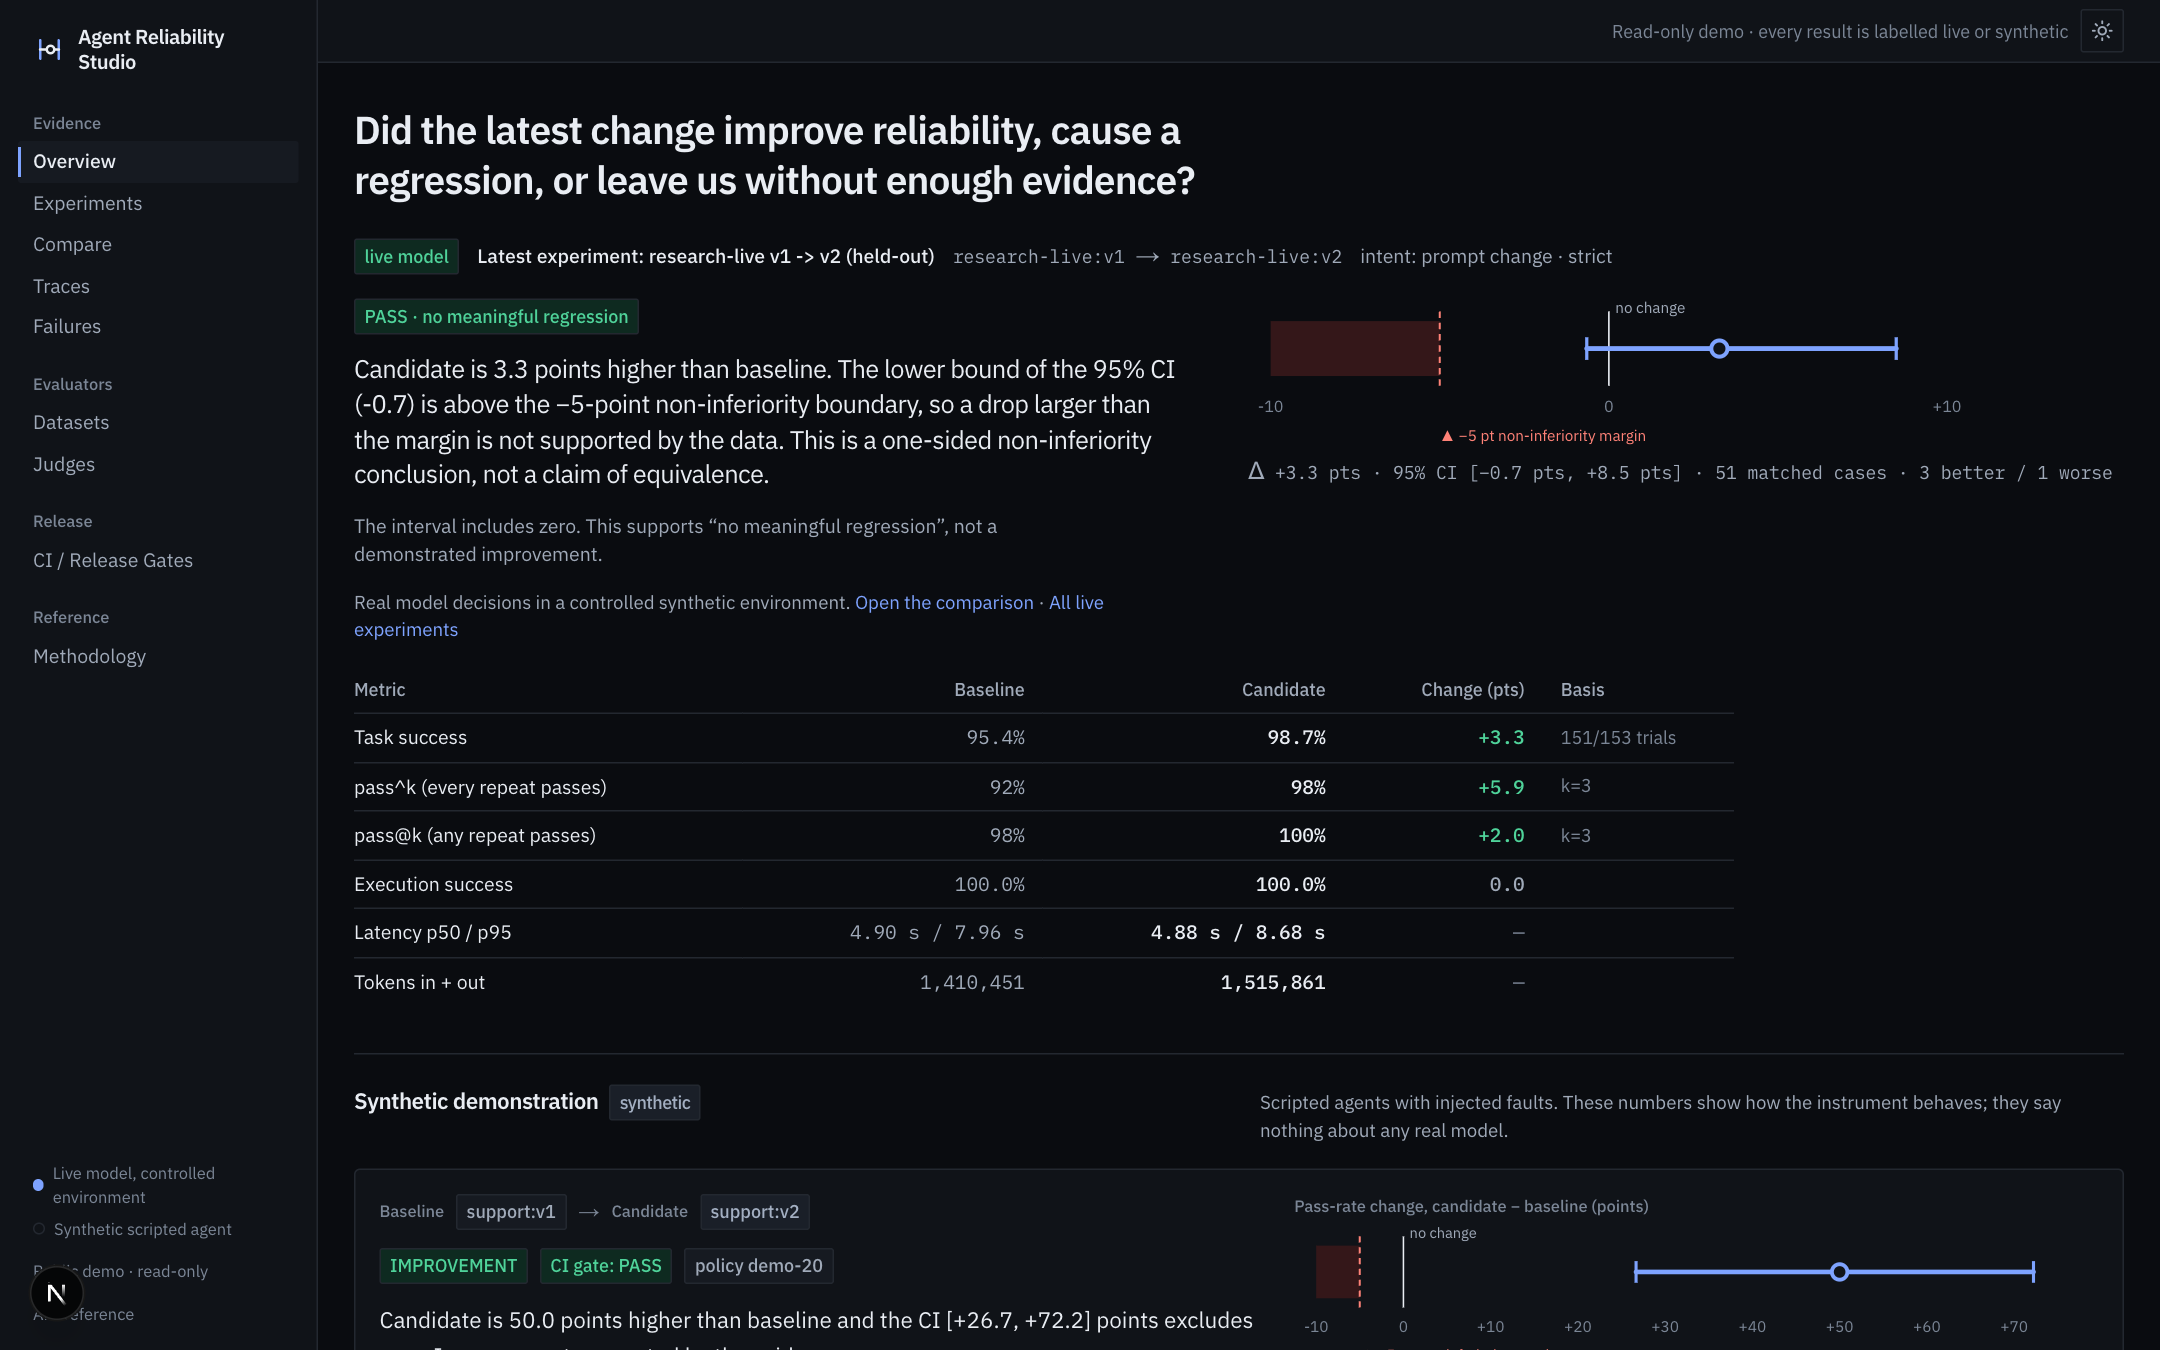 Agent Reliability
Studio
Evidence
Overview
Experiments
Compare
Traces
Failures
Evaluators
Datasets
Judges
Release
CI / Release Gates
Reference
Methodology
Live model, controlled
environment
Synthetic scripted agent
demo · read-only
N
Read-only demo · every result is labelled live or synthetic
Did the latest change improve reliability, cause a
regression, or leave us without enough evidence?
live model Latest experiment: research-live v1 -> v2 (held-out) research-live:v1 → research-live:v2 intent: prompt change · strict
PASS · no meaningful regression
Candidate is 3.3 points higher than baseline. The lower bound of the 95% CI
(-0.7) is above the −5-point non-inferiority boundary, so a drop larger than
the margin is not supported by the data. This is a one-sided non-inferiority
conclusion, not a claim of equivalence.
The interval includes zero. This supports “no meaningful regression”, not a
demonstrated improvement.
Real model decisions in a controlled synthetic environment. Open the comparison · All live
experiments
no change
-10 0 +10
▲ −5 pt non-inferiority margin
Δ +3.3 pts · 95% CI [−0.7 pts, +8.5 pts] · 51 matched cases · 3 better / 1 worse
Metric Baseline Candidate Change (pts) Basis
Task success 95.4% 98.7% +3.3 151/153 trials
pass^k (every repeat passes) 92% 98% +5.9 k=3
pass@k (any repeat passes) 98% 100% +2.0 k=3
Execution success 100.0% 100.0% 0.0
Latency p50 / p95 4.90 s / 7.96 s 4.88 s / 8.68 s —
Tokens in + out 1,410,451 1,515,861 —
Synthetic demonstration synthetic
Scripted agents with injected faults. These numbers show how the instrument behaves; they say
nothing about any real model.
Baseline support:v1 → Candidate support:v2
IMPROVEMENT CI gate: PASS policy demo-20
Candidate is 50.0 points higher than baseline and the CI [+26.7, +72.2] points excludes
Pass-rate change, candidate − baseline (points)
no change
-10 0 +10 +20 +30 +40 +50 +60 +70